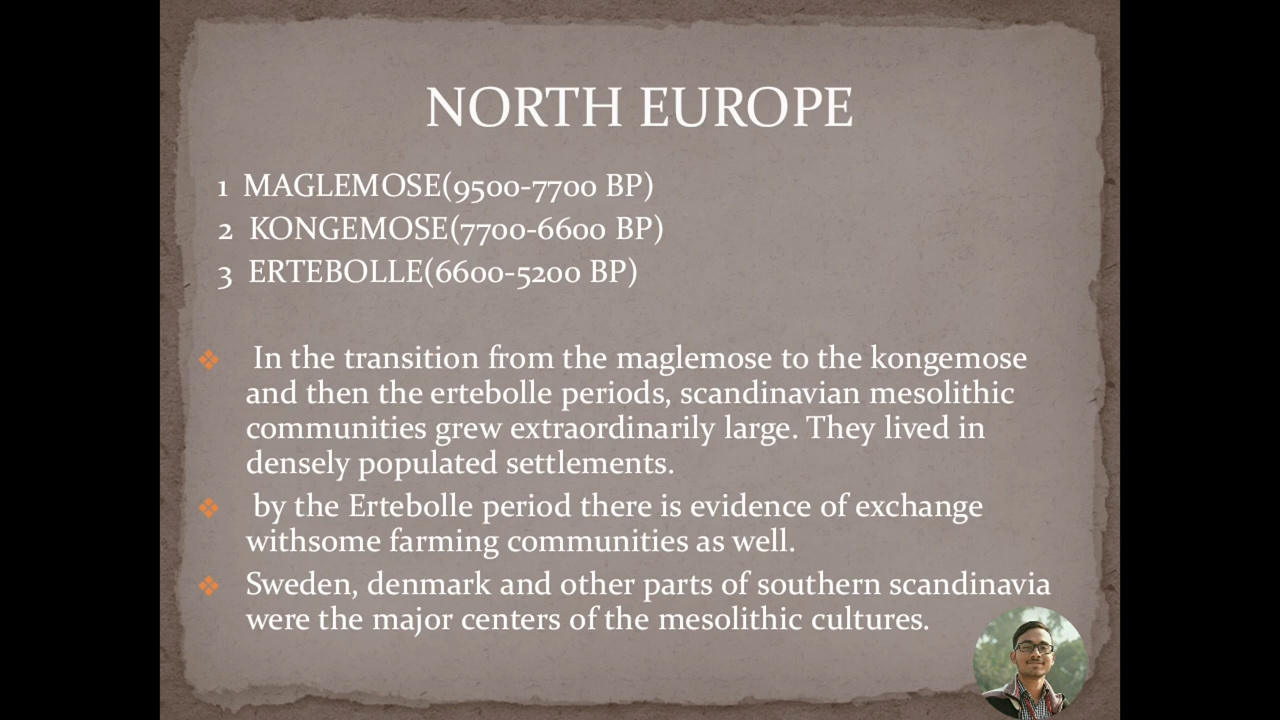 NORTH EUROPE
1 MAGLEMOSE(9500-7700 BP)
2 KONGEMOSE(7700-6600 BP)
3 ERTEBOLLE(6600-5200 BP)
In the transition from the maglemose to the kongemose
and then the ertebolle periods, scandinavian mesolithic
communities grew extraordinarily large. They lived in
densely populated settlements.
by the Ertebolle period there is evidence of exchange
withsome farming communities as well.
Sweden, denmark and other parts of southern scandinavia
were the major centers of the mesolithic cultures.